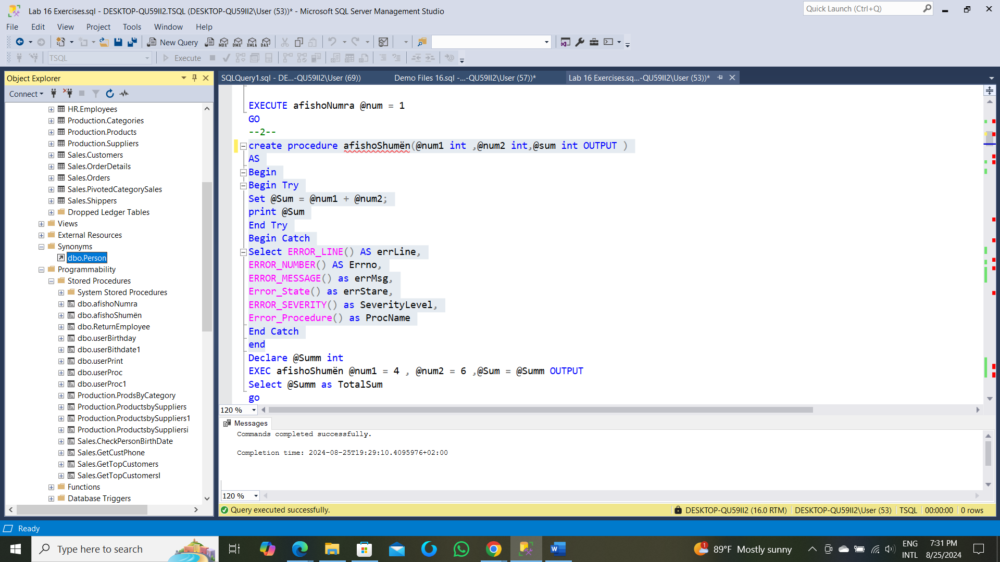 Lab 16 Exercises.sql - DESKTOP-QU59II2.TSQL (DESKTOP-QU59II2\User (53))* - Microsoft SQL Server Management Studio
Quick Launch (Ctrl+Q)
File Edit View Project Tools Window Help
New Query MDX DMX XMLA DAX
TSQL Execute
Object Explorer
Connect
HR.Employees
Production.Categories
Production.Products
Production.Suppliers
Sales.Customers
Sales.OrderDetails
Sales.Orders
Sales.PivotedCategorySales
Sales.Shippers
Dropped Ledger Tables
Views
External Resources
Synonyms
dbo.Person
Programmability
Stored Procedures
System Stored Procedures
dbo.afishoNumra
dbo.afishoShumën
dbo.ReturnEmployee
dbo.userBirthday
dbo.userBithdate1
dbo.userPrint
dbo.userProc
dbo.userProc1
Production.ProdsByCategory
Production.ProductsbySuppliers
Production.ProductsbySuppliers1
Production.ProductsbySuppliersi
Sales.CheckPersonBirthDate
Sales.GetCustPhone
Sales.GetTopCustomers
Sales.GetTopCustomersI
Functions
Database Triggers
SQLQuery1.sql - DE...-QU59II2\User (69)) Demo Files 16.sql -...-QU59II2\User (57))* Lab 16 Exercises.sq...-QU59II2\User (53))*
EXECUTE afishoNumra @num = 1
GO
--2--
create procedure afishoShumën(@num1 int ,@num2 int,@sum int OUTPUT )
AS
Begin
Begin Try
Set @Sum = @num1 + @num2;
print @Sum
End Try
Begin Catch
Select ERROR_LINE() AS errLine,
ERROR_NUMBER() AS Errno,
ERROR_MESSAGE() as errMsg,
Error_State() as errStare,
ERROR_SEVERITY() as SeverityLevel,
Error_Procedure() as ProcName
End Catch
end
Declare @Summ int
EXEC afishoShumën @num1 = 4 , @num2 = 6 ,@Sum = @Summ OUTPUT
Select @Summ as TotalSum
go
120 %
Messages
Commands completed successfully.
Completion time: 2024-08-25T19:29:10.4095976+02:00
120 %
Query executed successfully. DESKTOP-QU59II2 (16.0 RTM) DESKTOP-QU59II2\User (53) TSQL 00:00:00 0 rows
Ready
Type here to search
1 89°F Mostly sunny
ENG
INTL
7:31 PM
8/25/2024